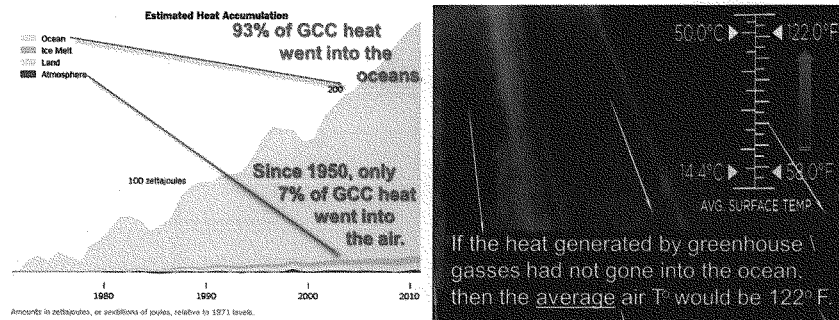 Estimated Heat Accumulation
Ocean
Ice Melt
Land
Atmosphere
93% of GCC heat
went into the
oceans.
200
100 zettajoules
Since 1950, only
7% of GCC heat
went into
the air.
1980 1990 2000 2010
Amounts in zettajoules, or sextillions of joules, relative to 1971 levels.
50.0°C 122.0°F
14.4°C 58.0°F
AVG. SURFACE TEMP
If the heat generated by greenhouse
gasses had not gone into the ocean,
then the average air T° would be 122° F